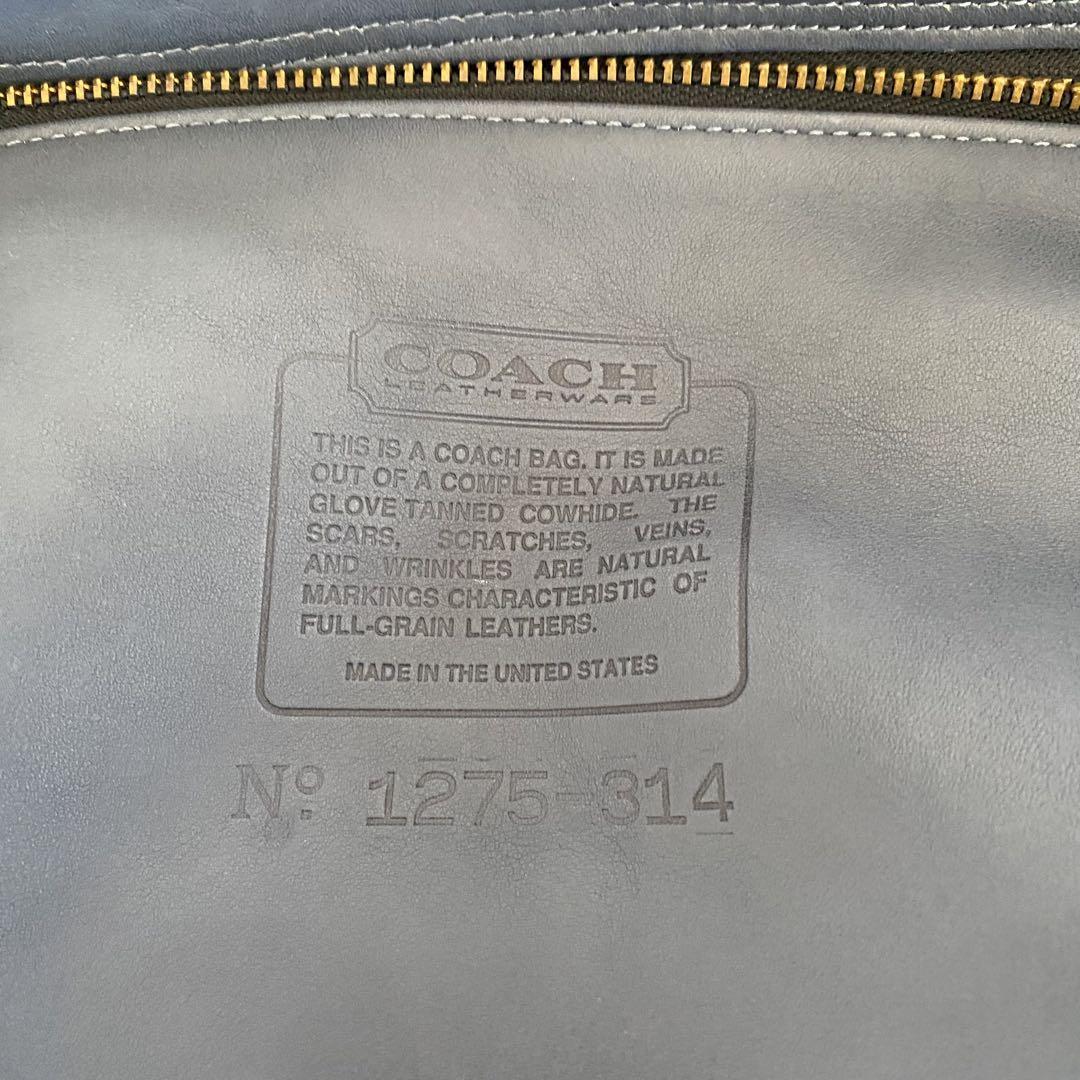 COACH
LEATHERWARE
THIS IS A COACH BAG. IT IS MADE
OUT OF A COMPLETELY NATURAL
GLOVE TANNED COWHIDE. THE
SCARS, SCRATCHES, VEINS,
AND WRINKLES ARE NATURAL
MARKINGS CHARACTERISTIC OF
FULL-GRAIN LEATHERS.
MADE IN THE UNITED STATES
Nº 1275-314